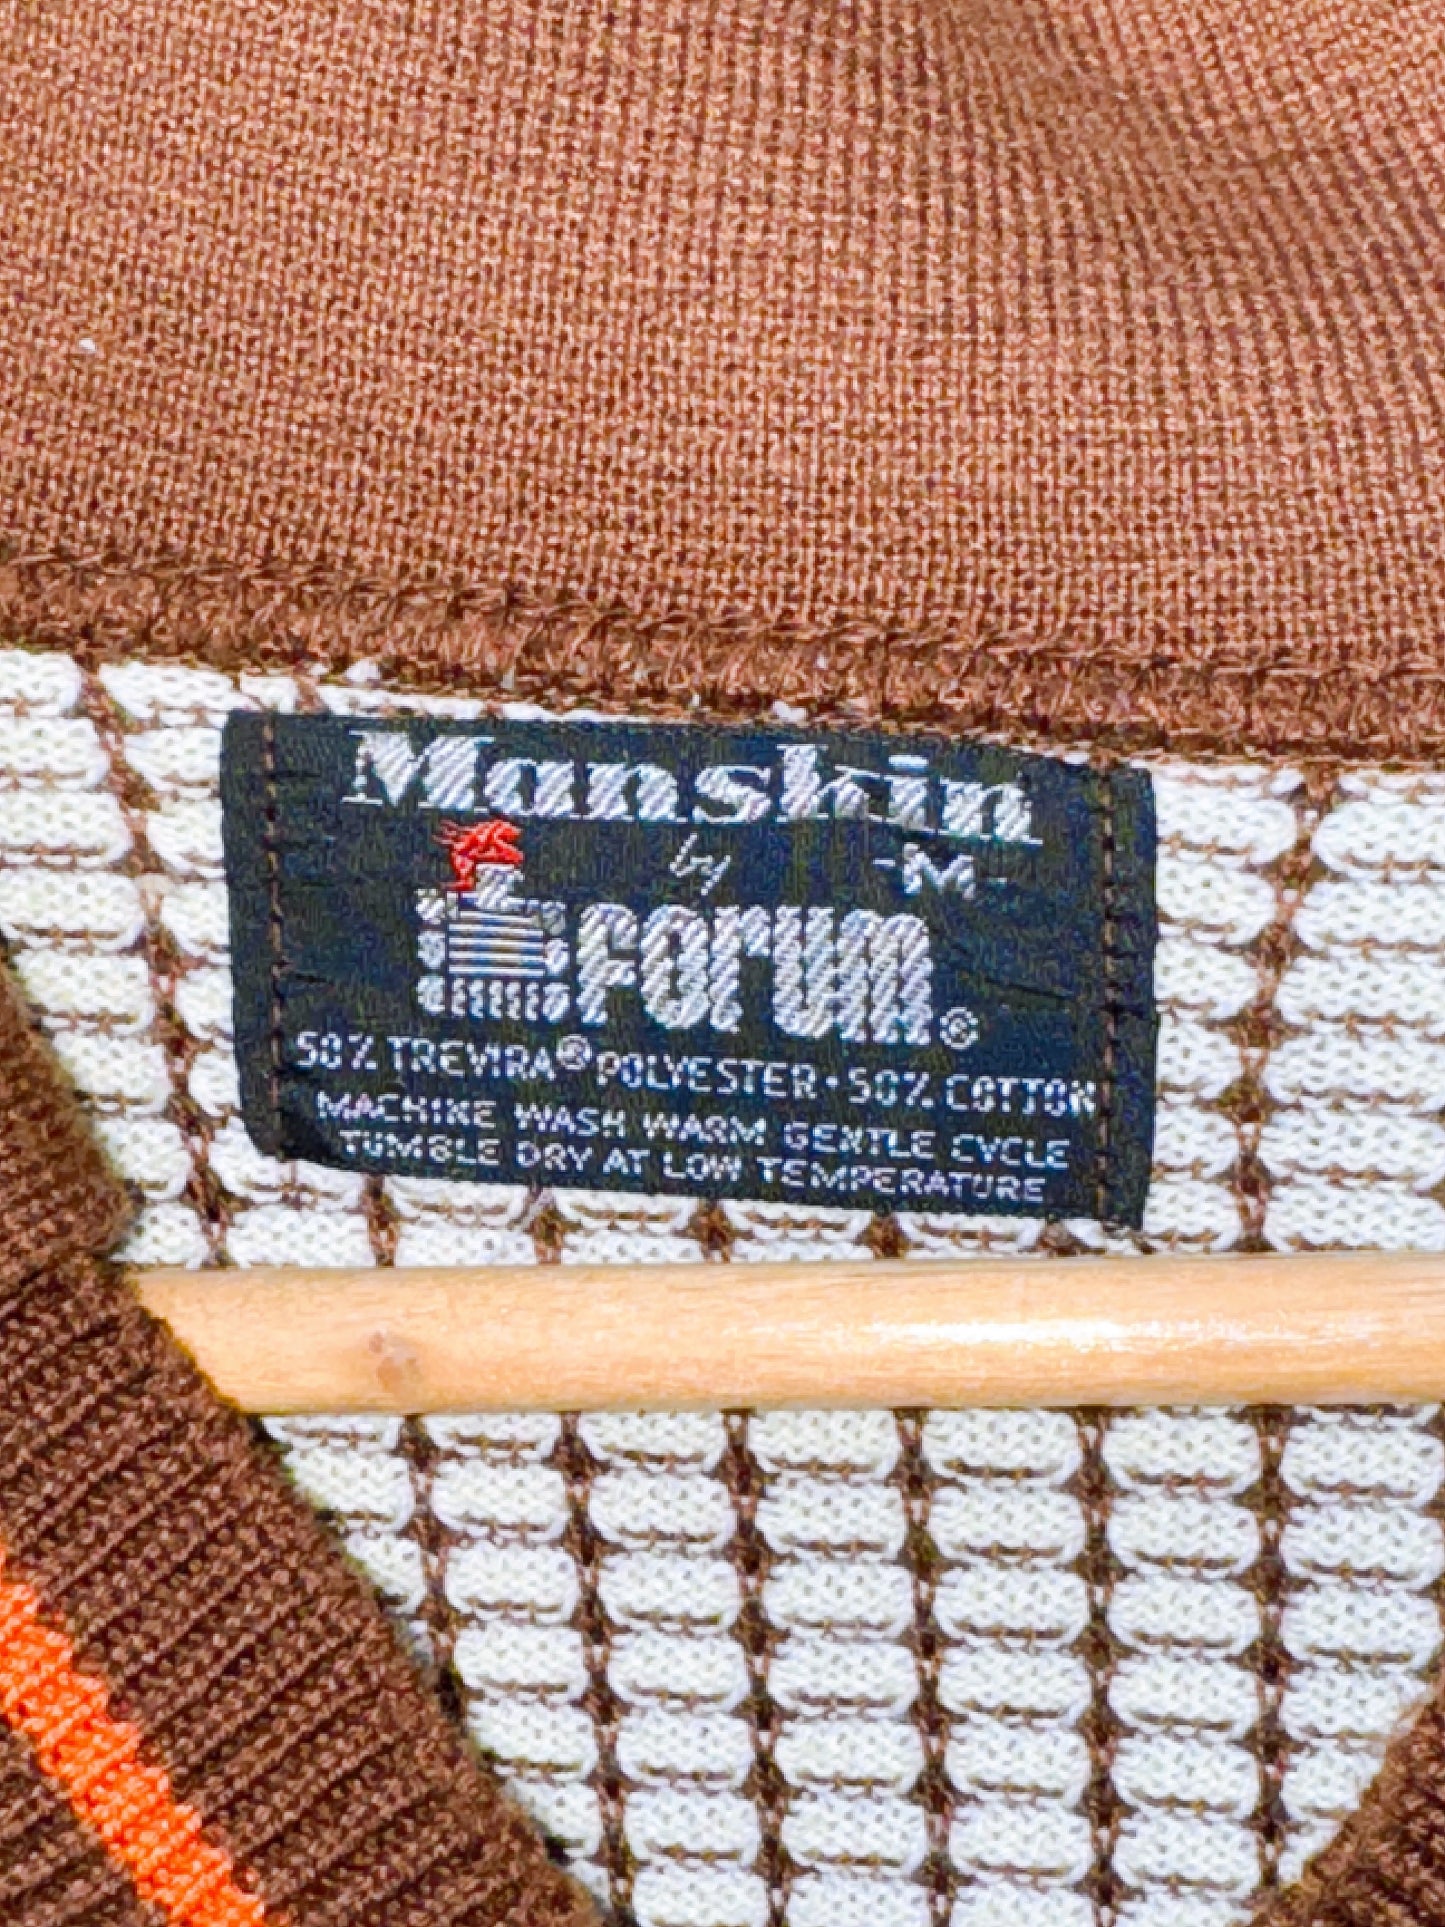 Manskin
by
-M-
Forum®
50% TREVIRA® POLYESTER • 50% COTTON
MACHINE WASH WARM GENTLE CYCLE
TUMBLE DRY AT LOW TEMPERATURE